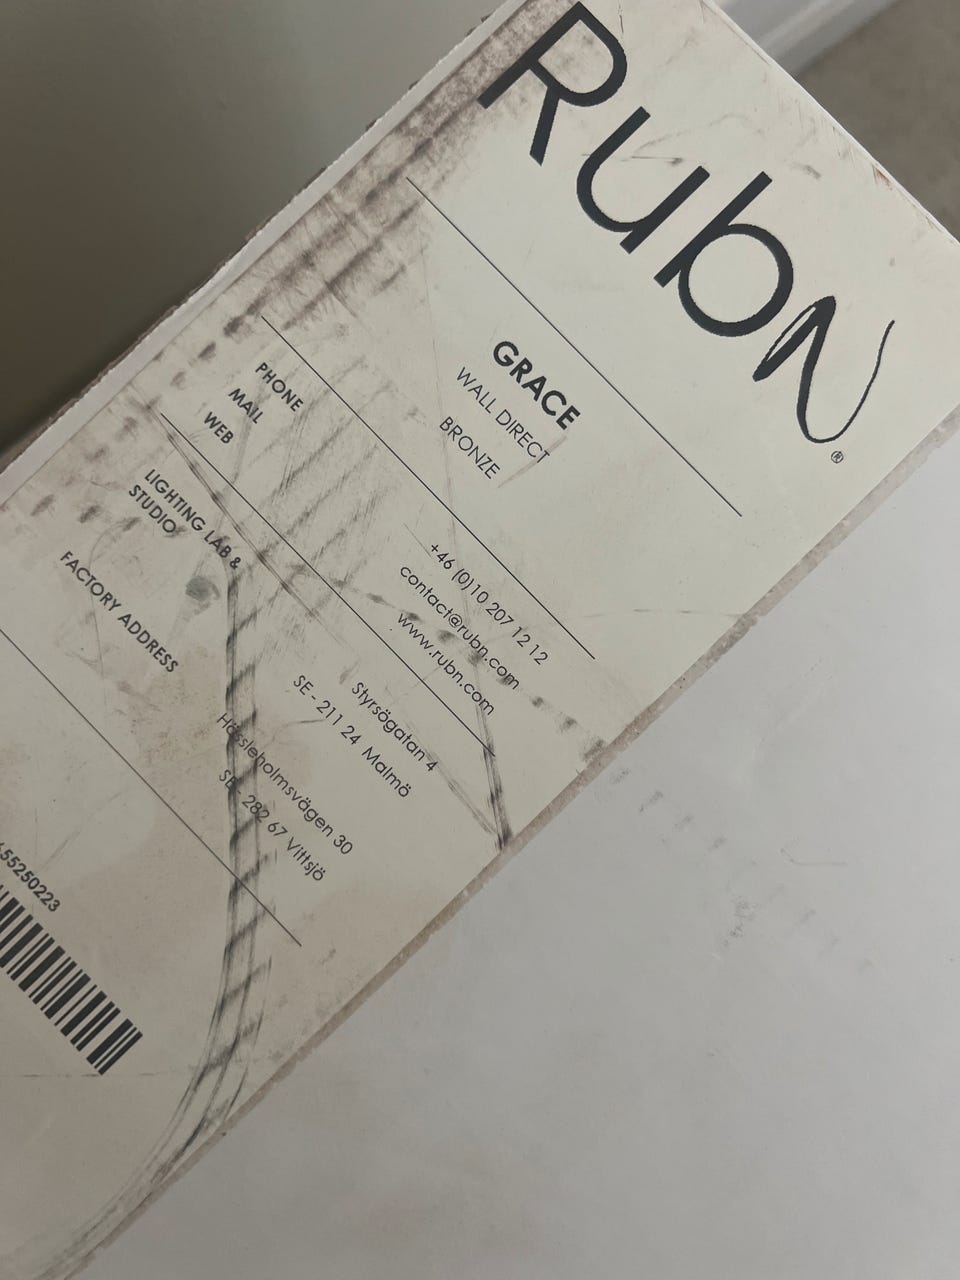 Rubn®
GRACE
WALL DIRECT
BRONZE
PHONE +46 (0)10 207 12 12
MAIL contact@rubn.com
WEB www.rubn.com
LIGHTING LAB & Styrsögatan 4
STUDIO SE - 211 24 Malmö
FACTORY ADDRESS Hässleholmsvägen 30
SE - 282 67 Vittsjö
55250223